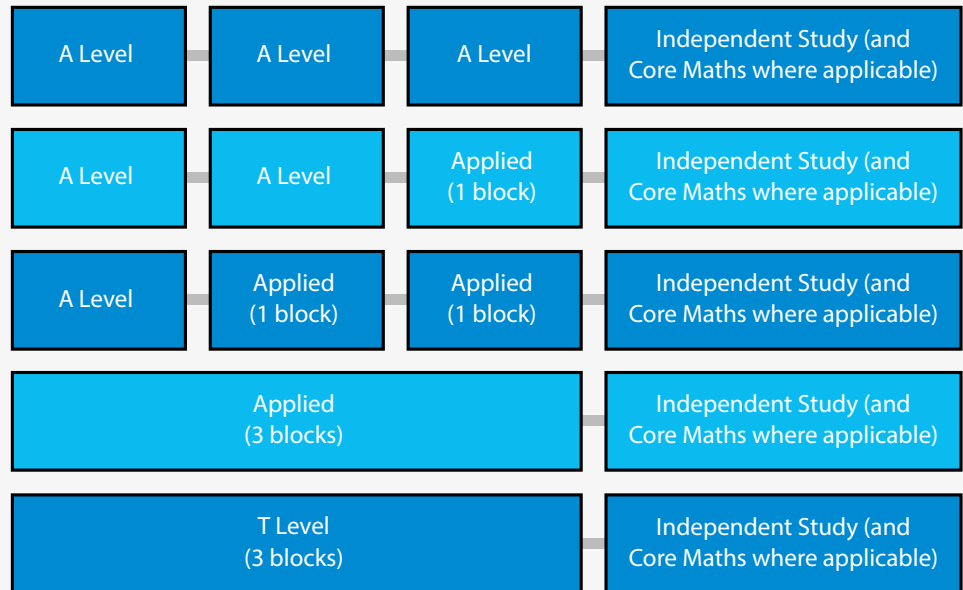 A Level
A Level
A Level
Independent Study (and
Core Maths where applicable)
A Level
A Level
Applied
(1 block)
Independent Study (and
Core Maths where applicable)
A Level
Applied
(1 block)
Applied
(1 block)
Independent Study (and
Core Maths where applicable)
Applied
(3 blocks)
Independent Study (and
Core Maths where applicable)
T Level
(3 blocks)
Independent Study (and
Core Maths where applicable)